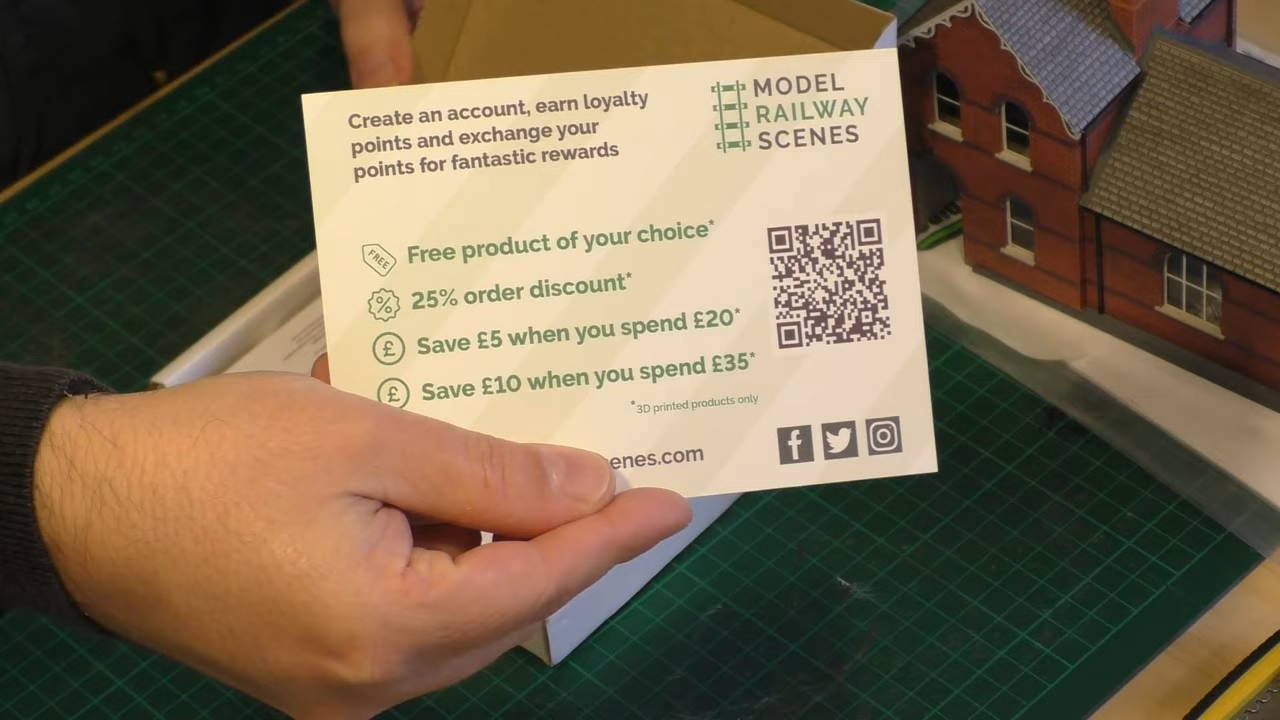 Create an account, earn loyalty
points and exchange your
points for fantastic rewards
MODEL
RAILWAY
SCENES
FREE
Free product of your choice*
% 25% order discount*
£ Save £5 when you spend £20*
£ Save £10 when you spend £35*
*3D printed products only
enes.com
f